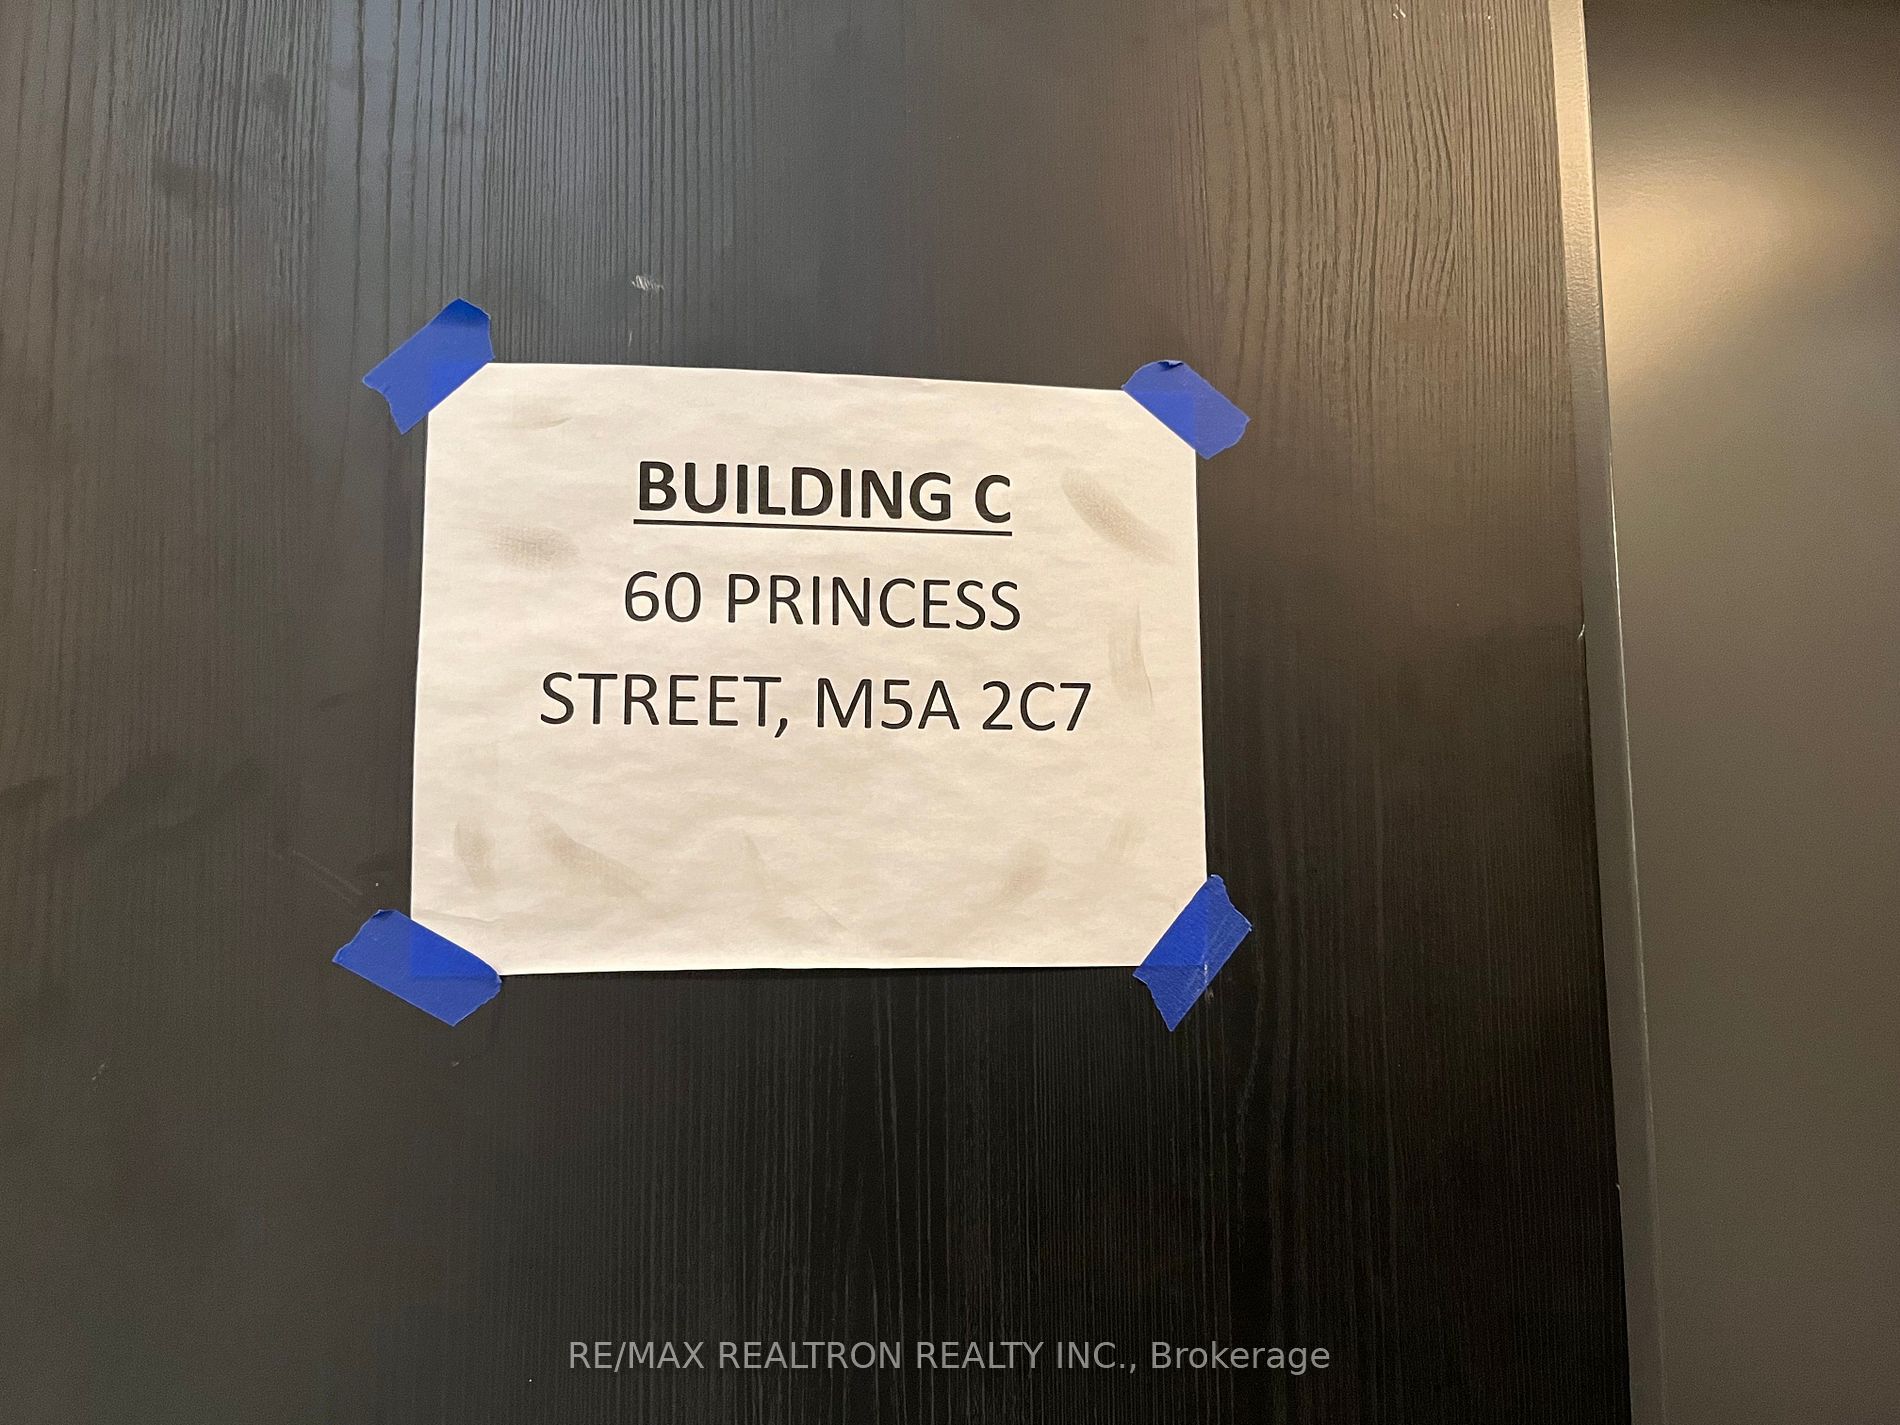 BUILDING C
60 PRINCESS
STREET, M5A 2C7
RE/MAX REALTRON REALTY INC., Brokerage